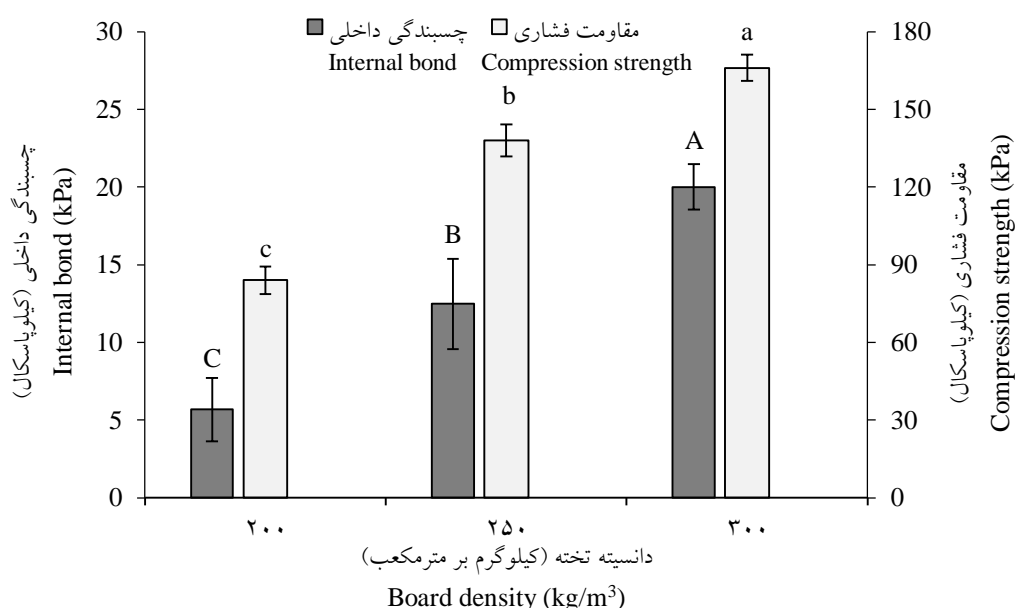 چسبندگی داخلی مقاومت فشاری
Internal bond Compression strength
چسبندگی داخلی (کیلوپاسکال)
Internal bond (kPa)
30
25
20
15
10
5
0
C
c
B
b
A
a
180
150
120
90
60
30
0
مقاومت فشاری (کیلوپاسکال)
Compression strength (kPa)
۲۰۰ ۲۵۰ ۳۰۰
دانسیته تخته (کیلوگرم بر مترمکعب)
Board density (kg/m³)